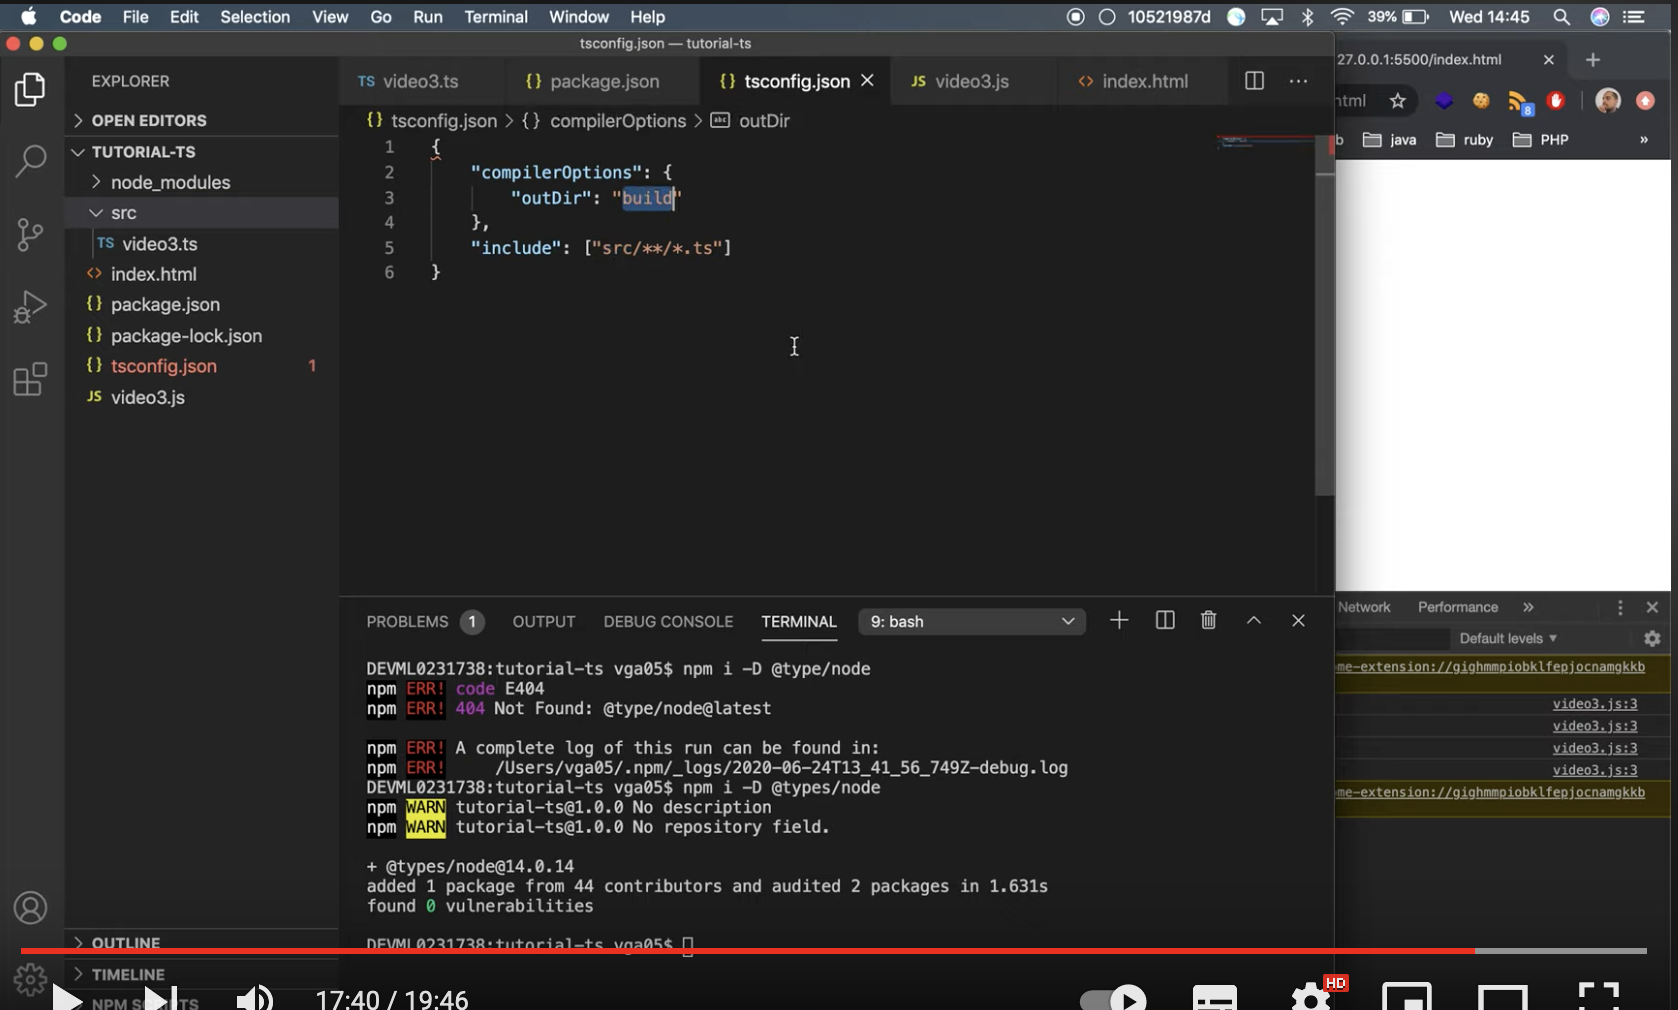 Code File Edit Selection View Go Run Terminal Window Help 10521987d 39% Wed 14:45
tsconfig.json — tutorial-ts
27.0.0.1:5500/index.html
EXPLORER
TS video3.ts {} package.json {} tsconfig.json JS video3.js <> index.html
html
8
b java ruby PHP »
OPEN EDITORS
TUTORIAL-TS
node_modules
src
TS video3.ts
<> index.html
{} package.json
{} package-lock.json
{} tsconfig.json 1
JS video3.js
OUTLINE
TIMELINE
NPM SCRIPTS
{} tsconfig.json > {} compilerOptions > abc outDir
1 {
2 "compilerOptions": {
3 "outDir": "build"
4 },
5 "include": ["src/**/*.ts"]
6 }
PROBLEMS 1 OUTPUT DEBUG CONSOLE TERMINAL 9: bash
DEVML0231738:tutorial-ts vga05$ npm i -D @type/node
npm ERR! code E404
npm ERR! 404 Not Found: @type/node@latest
npm ERR! A complete log of this run can be found in:
npm ERR! /Users/vga05/.npm/_logs/2020-06-24T13_41_56_749Z-debug.log
DEVML0231738:tutorial-ts vga05$ npm i -D @types/node
npm WARN tutorial-ts@1.0.0 No description
npm WARN tutorial-ts@1.0.0 No repository field.
+ @types/node@14.0.14
added 1 package from 44 contributors and audited 2 packages in 1.631s
found 0 vulnerabilities
DEVML0231738:tutorial-ts vga05$
Network Performance »
Default levels ▼
me-extension://gighmmpiobklfepjocnamgkkb
video3.js:3
video3.js:3
video3.js:3
video3.js:3
me-extension://gighmmpiobklfepjocnamgkkb
17:40 / 19:46
HD